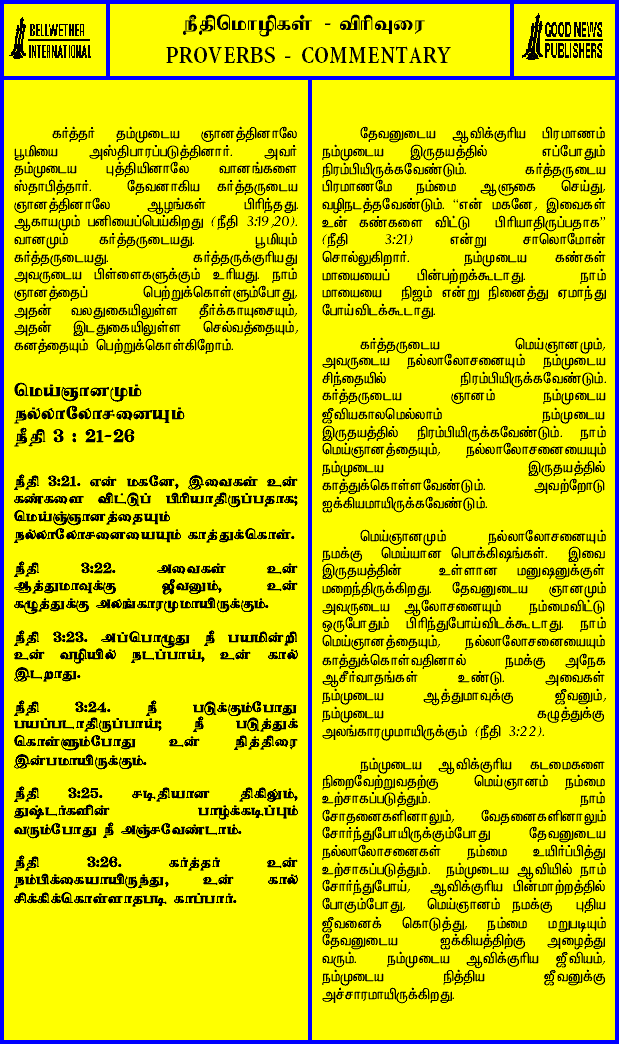 BELLWETHER
INTERNATIONAL
நீதிமொழிகள் - விரிவுரை
PROVERBS - COMMENTARY
GOOD NEWS
PUBLISHERS
கர்த்தர் தம்முடைய ஞானத்தினாலே
பூமியை அஸ்திபாரப்படுத்தினார். அவர்
தம்முடைய புத்தியினாலே வானங்களை
ஸ்தாபித்தார். தேவனாகிய கர்த்தருடைய
ஞானத்தினாலே ஆழங்கள் பிரிந்தது.
ஆகாயமும் பனியைப்பெய்கிறது (நீதி 3:19,20).
வானமும் கர்த்தருடையது. பூமியும்
கர்த்தருடையது. கர்த்தருக்குரியது
அவருடைய பிள்ளைகளுக்கும் உரியது. நாம்
ஞானத்தைப் பெற்றுக்கொள்ளும்போது,
அதன் வலதுகையிலுள்ள தீர்க்காயுசையும்,
அதன் இடதுகையிலுள்ள செல்வத்தையும்,
கனத்தையும் பெற்றுக்கொள்கிறோம்.
மெய்ஞானமும்
நல்லாலோசனையும்
நீதி 3 : 21-26
நீதி 3:21. என் மகனே, இவைகள் உன்
கண்களை விட்டுப் பிரியாதிருப்பதாக;
மெய்ஞ்ஞானத்தையும்
நல்லாலோசனையையும் காத்துக்கொள்.
நீதி 3:22. அவைகள் உன்
ஆத்துமாவுக்கு ஜீவனும், உன்
கழுத்துக்கு அலங்காரமுமாயிருக்கும்.
நீதி 3:23. அப்பொழுது நீ பயமின்றி
உன் வழியில் நடப்பாய், உன் கால்
இடறாது.
நீதி 3:24. நீ படுக்கும்போது
பயப்படாதிருப்பாய்; நீ படுத்துக்
கொள்ளும்போது உன் நித்திரை
இன்பமாயிருக்கும்.
நீதி 3:25. சடிதியான திகிலும்,
துஷ்டர்களின் பாழ்க்கடிப்பும்
வரும்போது நீ அஞ்சவேண்டாம்.
நீதி 3:26. கர்த்தர் உன்
நம்பிக்கையாயிருந்து, உன் கால்
சிக்கிக்கொள்ளாதபடி காப்பார்.
தேவனுடைய ஆவிக்குரிய பிரமாணம்
நம்முடைய இருதயத்தில் எப்போதும்
நிரம்பியிருக்கவேண்டும். கர்த்தருடைய
பிரமாணமே நம்மை ஆளுகை செய்து,
வழிநடத்தவேண்டும். “என் மகனே, இவைகள்
உன் கண்களை விட்டு பிரியாதிருப்பதாக”
(நீதி 3:21) என்று சாலொமோன்
சொல்லுகிறார். நம்முடைய கண்கள்
மாயையைப் பின்பற்றக்கூடாது. நாம்
மாயையை நிஜம் என்று நினைத்து ஏமாந்து
போய்விடக்கூடாது.
கர்த்தருடைய மெய்ஞானமும்,
அவருடைய நல்லாலோசனையும் நம்முடைய
சிந்தையில் நிரம்பியிருக்கவேண்டும்.
கர்த்தருடைய ஞானம் நம்முடைய
ஜீவியகாலமெல்லாம் நம்முடைய
இருதயத்தில் நிரம்பியிருக்கவேண்டும். நாம்
மெய்ஞானத்தையும், நல்லாலோசனையையும்
நம்முடைய இருதயத்தில்
காத்துக்கொள்ளவேண்டும். அவற்றோடு
ஐக்கியமாயிருக்கவேண்டும்.
மெய்ஞானமும் நல்லாலோசனையும்
நமக்கு மெய்யான பொக்கிஷங்கள். இவை
இருதயத்தின் உள்ளான மனுஷனுக்குள்
மறைந்திருக்கிறது. தேவனுடைய ஞானமும்
அவருடைய ஆலோசனையும் நம்மைவிட்டு
ஒருபோதும் பிரிந்துபோய்விடக்கூடாது. நாம்
மெய்ஞானத்தையும், நல்லாலோசனையையும்
காத்துக்கொள்வதினால் நமக்கு அநேக
ஆசீர்வாதங்கள் உண்டு. அவைகள்
நம்முடைய ஆத்துமாவுக்கு ஜீவனும்,
நம்முடைய கழுத்துக்கு
அலங்காரமுமாயிருக்கும் (நீதி 3:22).
நம்முடைய ஆவிக்குரிய கடமைகளை
நிறைவேற்றுவதற்கு மெய்ஞானம் நம்மை
உற்சாகப்படுத்தும். நாம்
சோதனைகளினாலும், வேதனைகளினாலும்
சோர்ந்துபோயிருக்கும்போது தேவனுடைய
நல்லாலோசனைகள் நம்மை உயிர்ப்பித்து
உற்சாகப்படுத்தும். நம்முடைய ஆவியில் நாம்
சோர்ந்துபோய், ஆவிக்குரிய பின்மாற்றத்தில்
போகும்போது, மெய்ஞானம் நமக்கு புதிய
ஜீவனைக் கொடுத்து, நம்மை மறுபடியும்
தேவனுடைய ஐக்கியத்திற்கு அழைத்து
வரும். நம்முடைய ஆவிக்குரிய ஜீவியம்,
நம்முடைய நித்திய ஜீவனுக்கு
அச்சாரமாயிருக்கிறது.